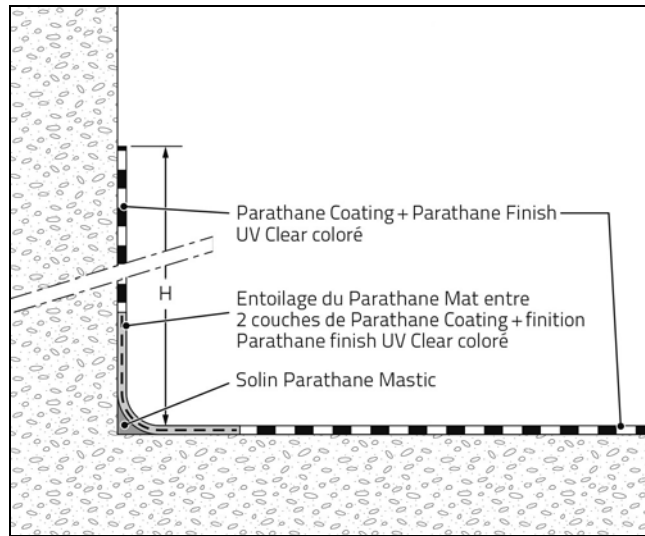 Parathane Coating + Parathane Finish
UV Clear coloré
H
Entoilage du Parathane Mat entre
2 couches de Parathane Coating + finition
Parathane finish UV Clear coloré
Solin Parathane Mastic